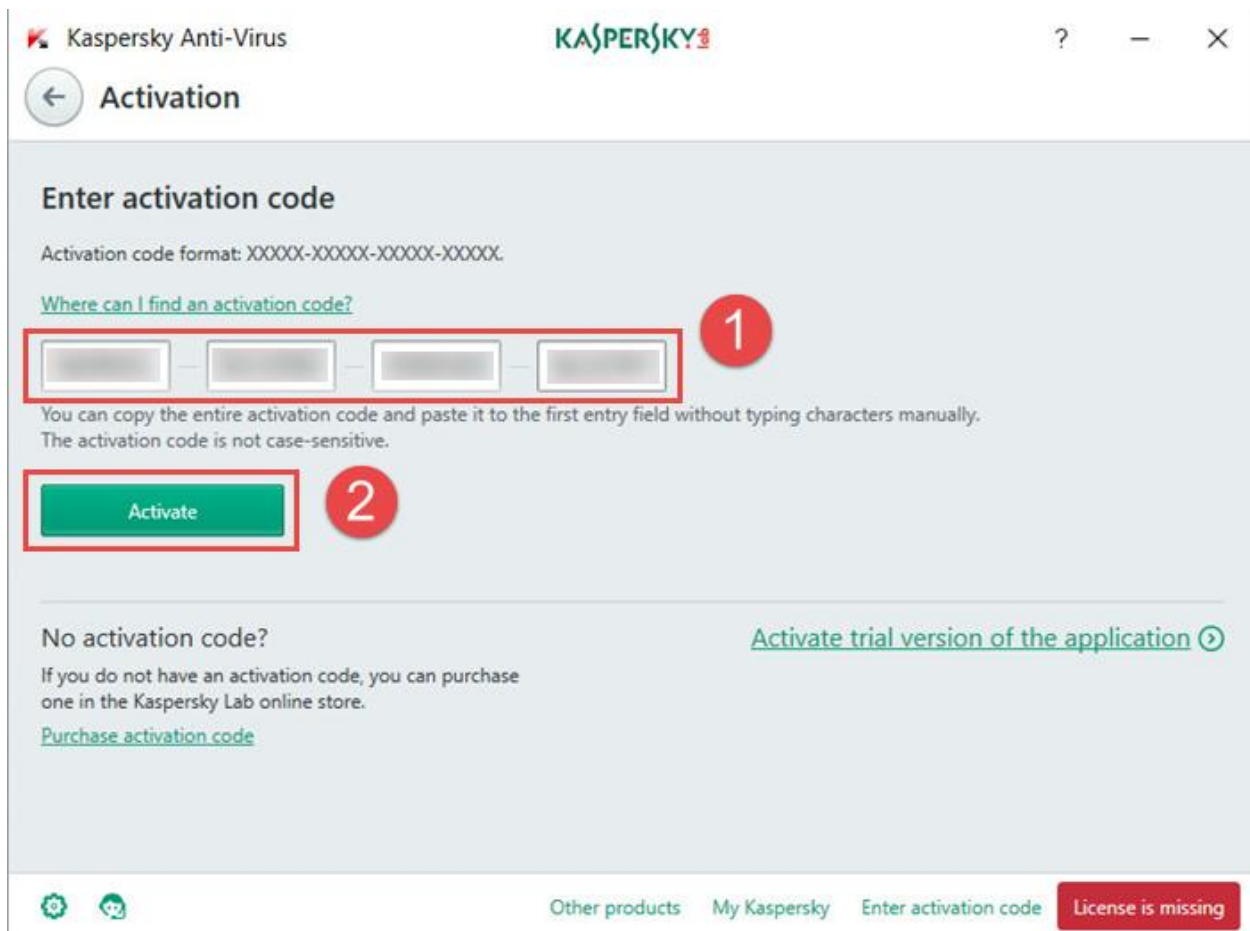 Kaspersky Anti-Virus
KASPERSKY lab
?
Activation
Enter activation code
Activation code format: XXXXX-XXXXX-XXXXX-XXXXX.
Where can I find an activation code?
1
You can copy the entire activation code and paste it to the first entry field without typing characters manually.
The activation code is not case-sensitive.
Activate
2
No activation code?
Activate trial version of the application
If you do not have an activation code, you can purchase
one in the Kaspersky Lab online store.
Purchase activation code
Other products
My Kaspersky
Enter activation code
License is missing